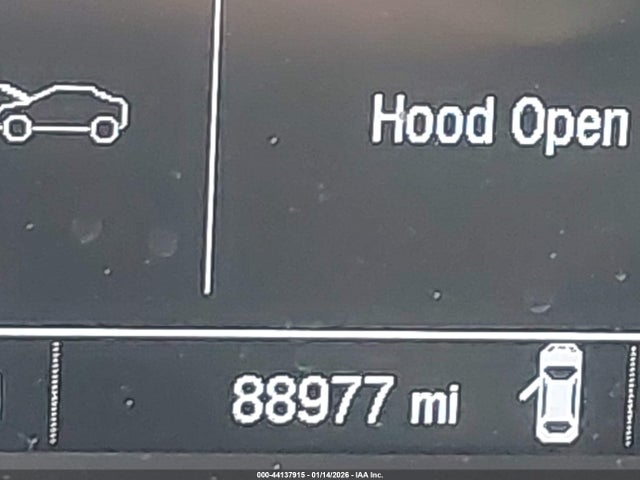 Hood Open
88977 mi
000-44137915 - 01/14/2026 - IAA Inc.